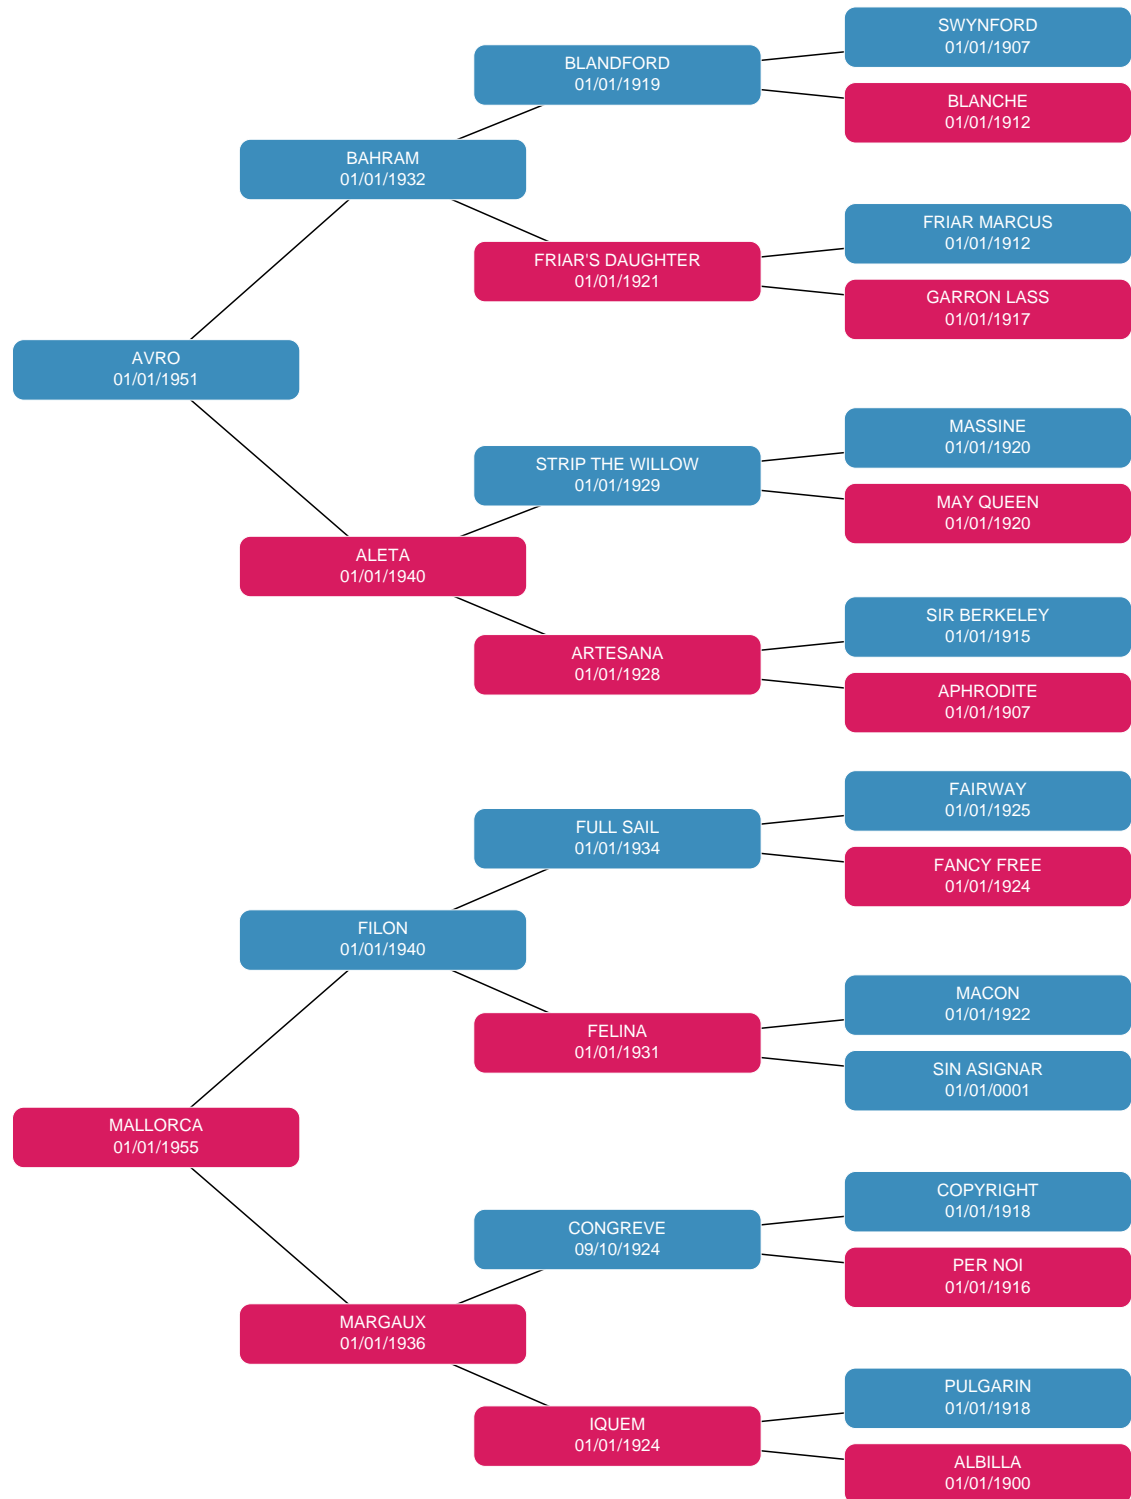 SWYNFORD
01/01/1907
BLANDFORD
01/01/1919
BLANCHE
01/01/1912
BAHRAM
01/01/1932
FRIAR MARCUS
01/01/1912
FRIAR'S DAUGHTER
01/01/1921
GARRON LASS
01/01/1917
AVRO
01/01/1951
MASSINE
01/01/1920
STRIP THE WILLOW
01/01/1929
MAY QUEEN
01/01/1920
ALETA
01/01/1940
SIR BERKELEY
01/01/1915
ARTESANA
01/01/1928
APHRODITE
01/01/1907
FAIRWAY
01/01/1925
FULL SAIL
01/01/1934
FANCY FREE
01/01/1924
FILON
01/01/1940
MACON
01/01/1922
FELINA
01/01/1931
SIN ASIGNAR
01/01/0001
MALLORCA
01/01/1955
COPYRIGHT
01/01/1918
CONGREVE
09/10/1924
PER NOI
01/01/1916
MARGAUX
01/01/1936
PULGARIN
01/01/1918
IQUEM
01/01/1924
ALBILLA
01/01/1900